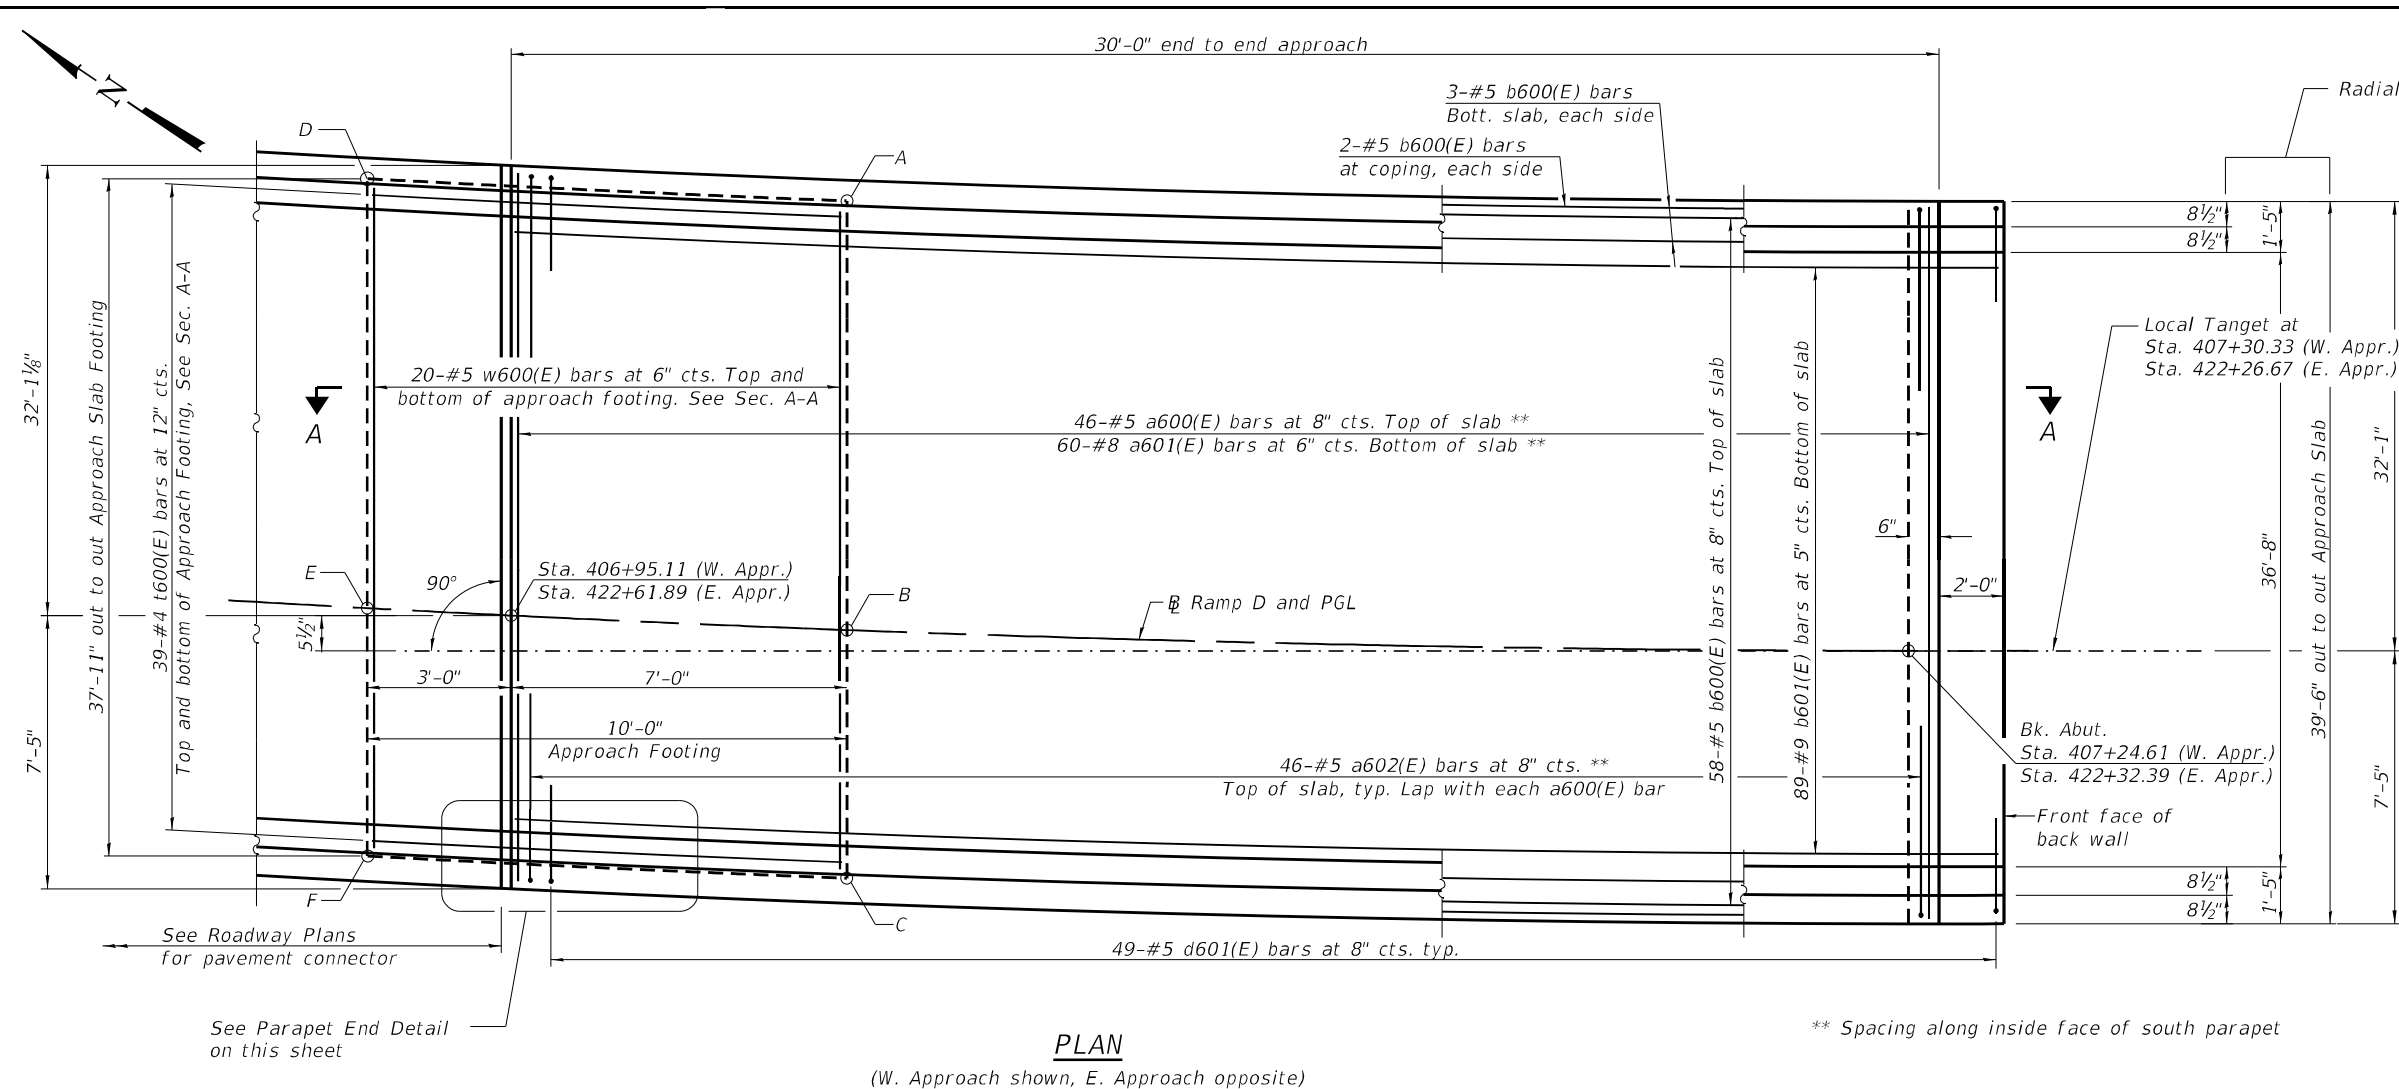 30'-0" end to end approach
N
3-#5 b600(E) bars
Bott. slab, each side
2-#5 b600(E) bars
at coping, each side
Radial
D
A
8½"
8½"
1'-5"
32'-1⅛"
37'-11" out to out Approach Slab Footing
39-#4 t600(E) bars at 12" cts.
Top and bottom of Approach Footing, See Sec. A-A
20-#5 w600(E) bars at 6" cts. Top and
bottom of approach footing. See Sec. A-A
A
46-#5 a600(E) bars at 8" cts. Top of slab **
60-#8 a601(E) bars at 6" cts. Bottom of slab **
58-#5 b600(E) bars at 8" cts. Top of slab
89-#9 b601(E) bars at 5" cts. Bottom of slab
Local Tanget at
Sta. 407+30.33 (W. Appr.)
Sta. 422+26.67 (E. Appr.)
A
6"
2'-0"
36'-8"
39'-6" out to out Approach Slab
32'-1"
E
90°
Sta. 406+95.11 (W. Appr.)
Sta. 422+61.89 (E. Appr.)
B
℄ Ramp D and PGL
5½"
3'-0"
7'-0"
10'-0"
Approach Footing
7'-5"
46-#5 a602(E) bars at 8" cts. **
Top of slab, typ. Lap with each a600(E) bar
Bk. Abut.
Sta. 407+24.61 (W. Appr.)
Sta. 422+32.39 (E. Appr.)
7'-5"
Front face of
back wall
8½"
8½"
1'-5"
F
C
See Roadway Plans
for pavement connector
49-#5 d601(E) bars at 8" cts. typ.
See Parapet End Detail
on this sheet
PLAN
(W. Approach shown, E. Approach opposite)
** Spacing along inside face of south parapet